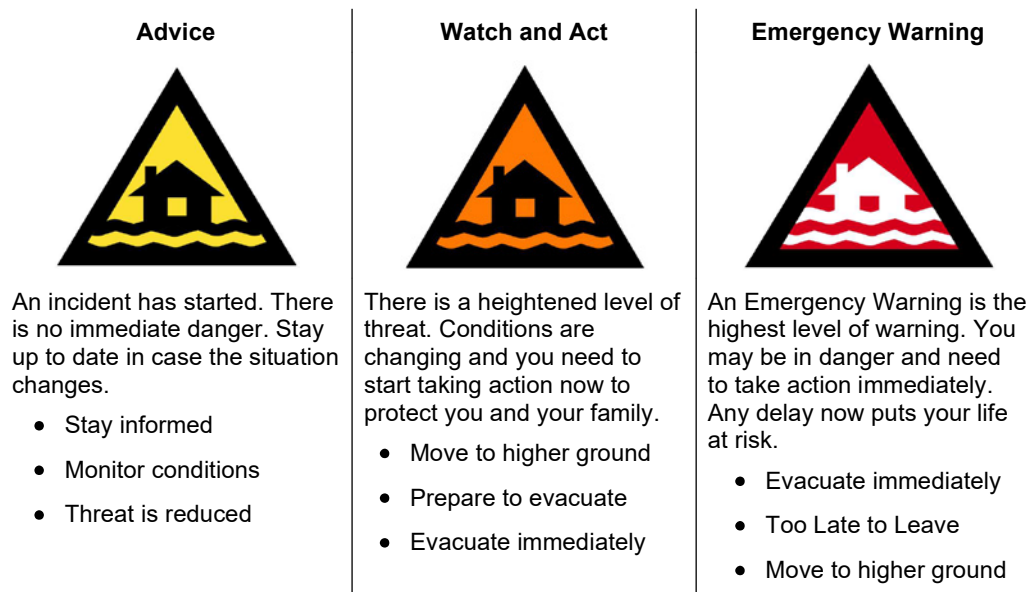 Advice
An incident has started. There
is no immediate danger. Stay
up to date in case the situation
changes.
• Stay informed
• Monitor conditions
• Threat is reduced
Watch and Act
There is a heightened level of
threat. Conditions are
changing and you need to
start taking action now to
protect you and your family.
• Move to higher ground
• Prepare to evacuate
• Evacuate immediately
Emergency Warning
An Emergency Warning is the
highest level of warning. You
may be in danger and need
to take action immediately.
Any delay now puts your life
at risk.
• Evacuate immediately
• Too Late to Leave
• Move to higher ground